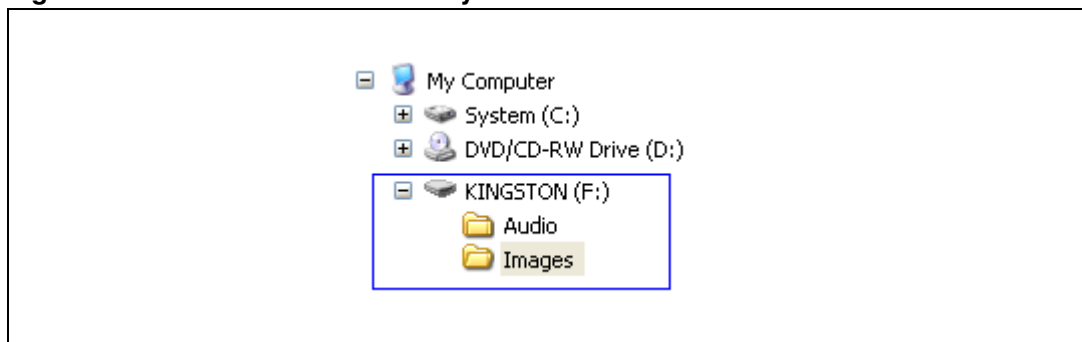 My Computer
System (C:)
DVD/CD-RW Drive (D:)
KINGSTON (F:)
Audio
Images